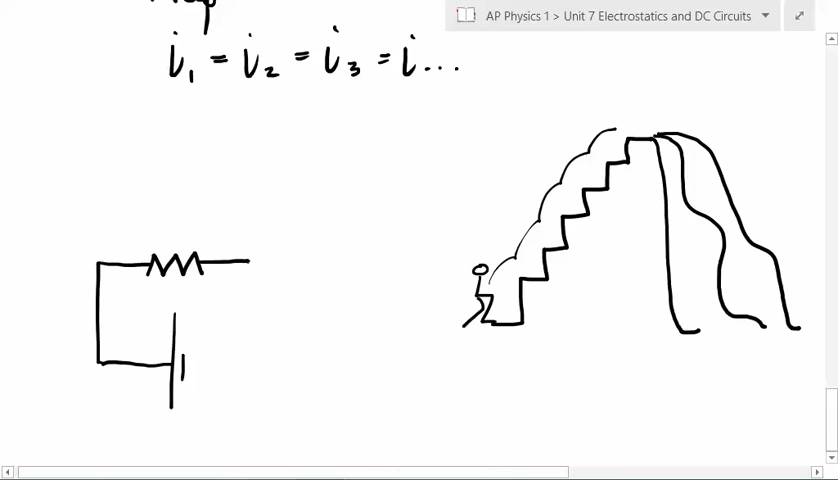 AP Physics 1 > Unit 7 Electrostatics and DC Circuits
i₁ = i₂ = i₃ = i...